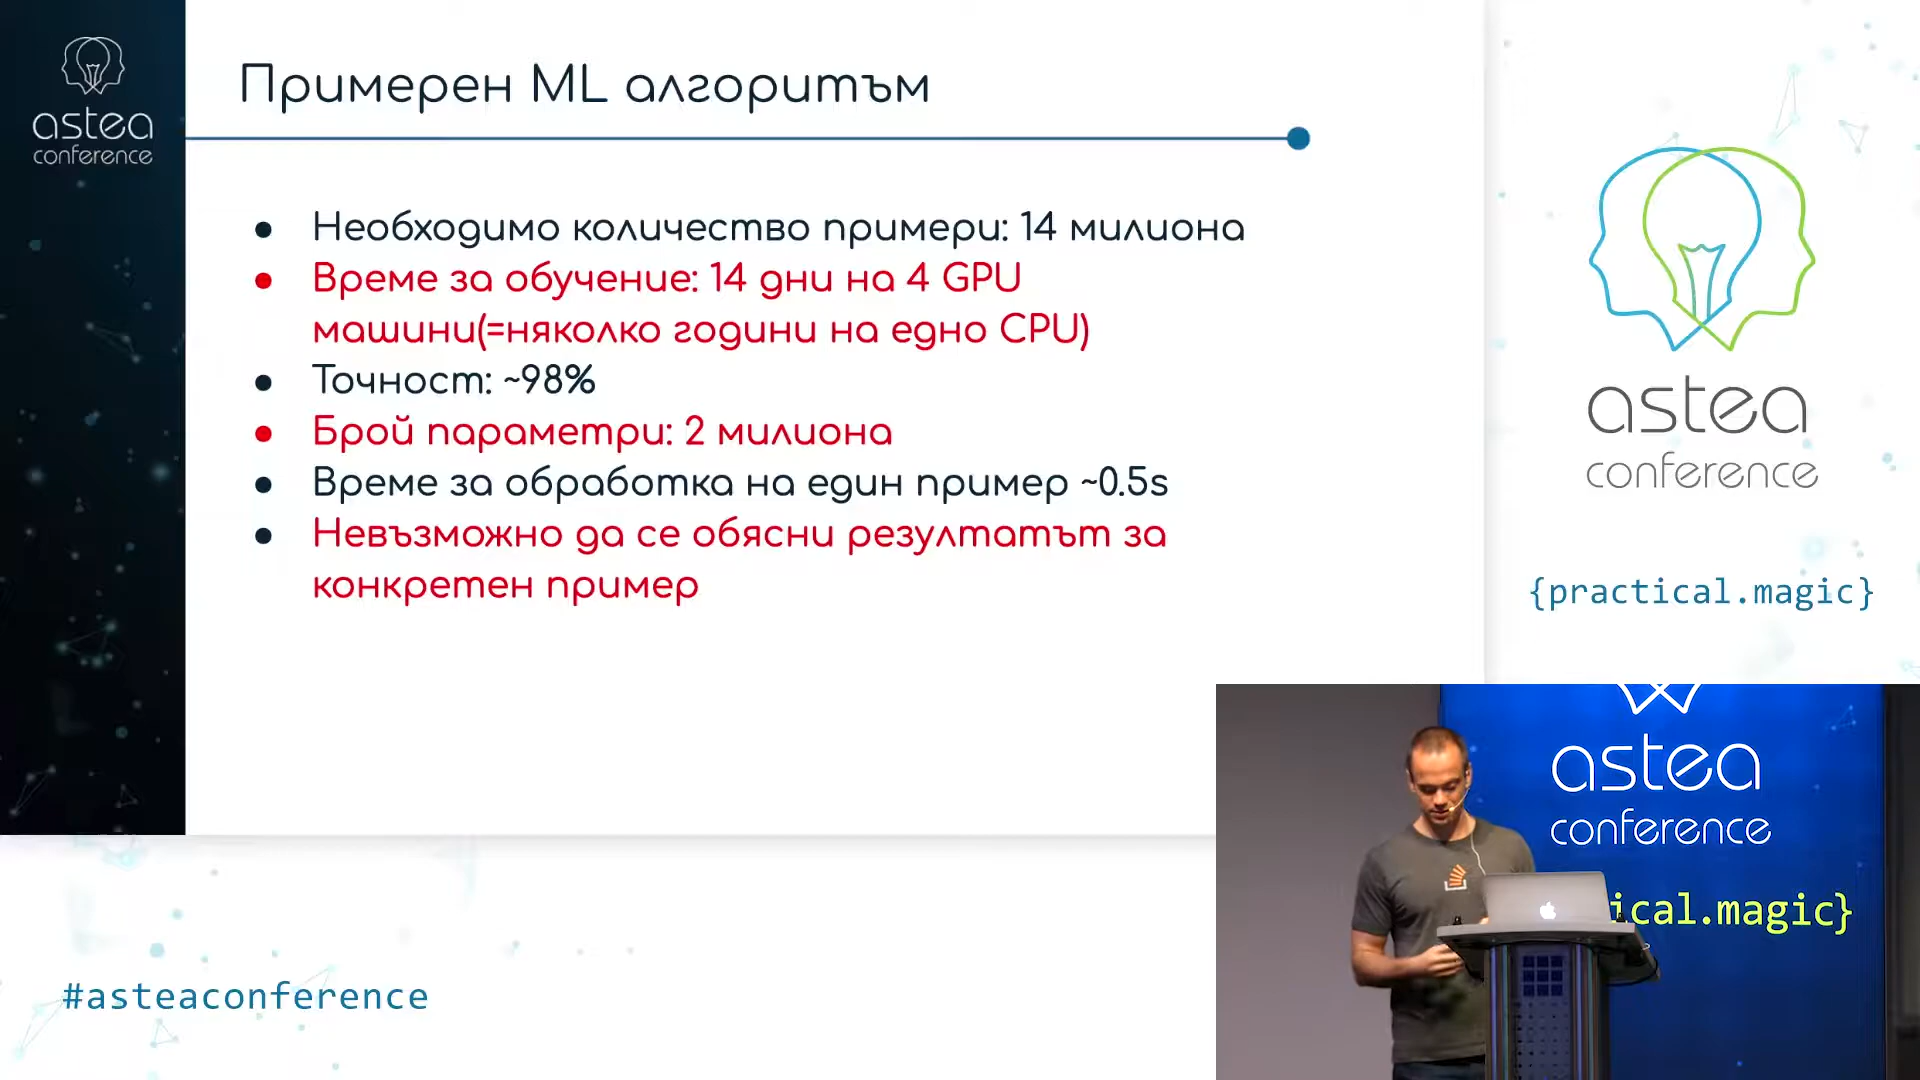 astea
conference
Примерен ML алгоритъм
● Необходимо количество примери: 14 милиона
● Време за обучение: 14 дни на 4 GPU
машини(=няколко години на едно CPU)
● Точност: ~98%
● Брой параметри: 2 милиона
● Време за обработка на един пример ~0.5s
● Невъзможно да се обясни резултатът за
конкретен пример
astea
conference
{practical.magic}
astea
conference
ical.magic}
#asteaconference